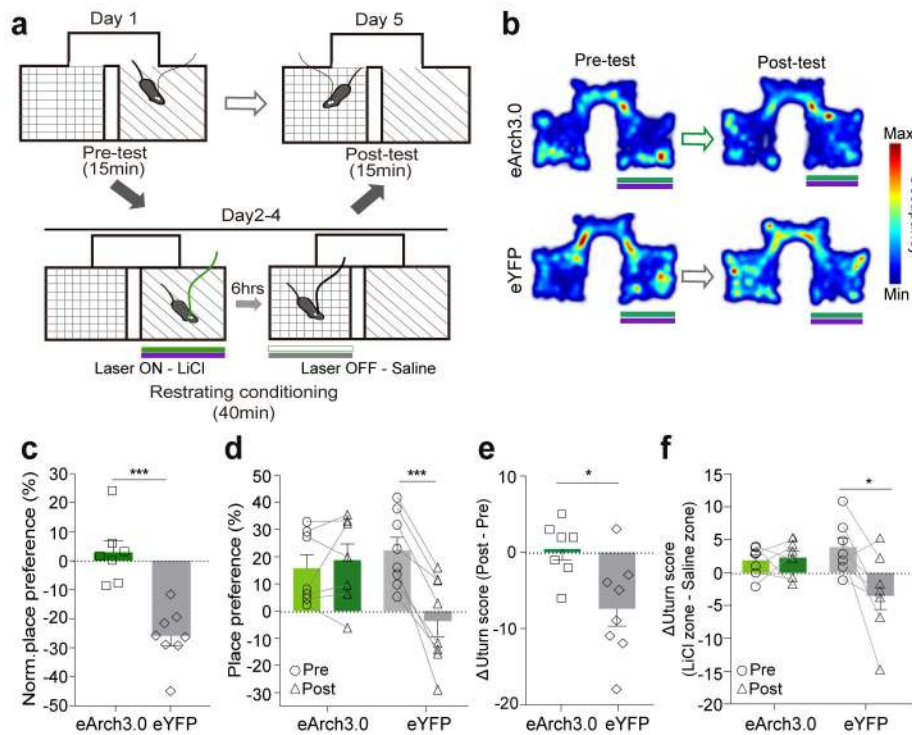 a
Day 1
Day 5
Pre-test
(15min)
Post-test
(15min)
Day2-4
6hrs
Laser ON - LiCl
Laser OFF - Saline
Restrating conditioning
(40min)
b
Pre-test
Post-test
eArch3.0
eYFP
Max
Min
c
Norm.place preference (%)
30
20
10
0
-10
-20
-30
-40
-50
***
eArch3.0 eYFP
d
Place preference (%)
50
40
30
20
10
0
-10
-20
-30
***
Pre
Post
eArch3.0
eYFP
e
ΔUturn score (Post - Pre)
10
0
-10
-20
*
eArch3.0 eYFP
f
ΔUturn score
(LiCl zone - Saline zone)
15
10
5
0
-5
-10
-15
-20
*
Pre
Post
eArch3.0
eYFP